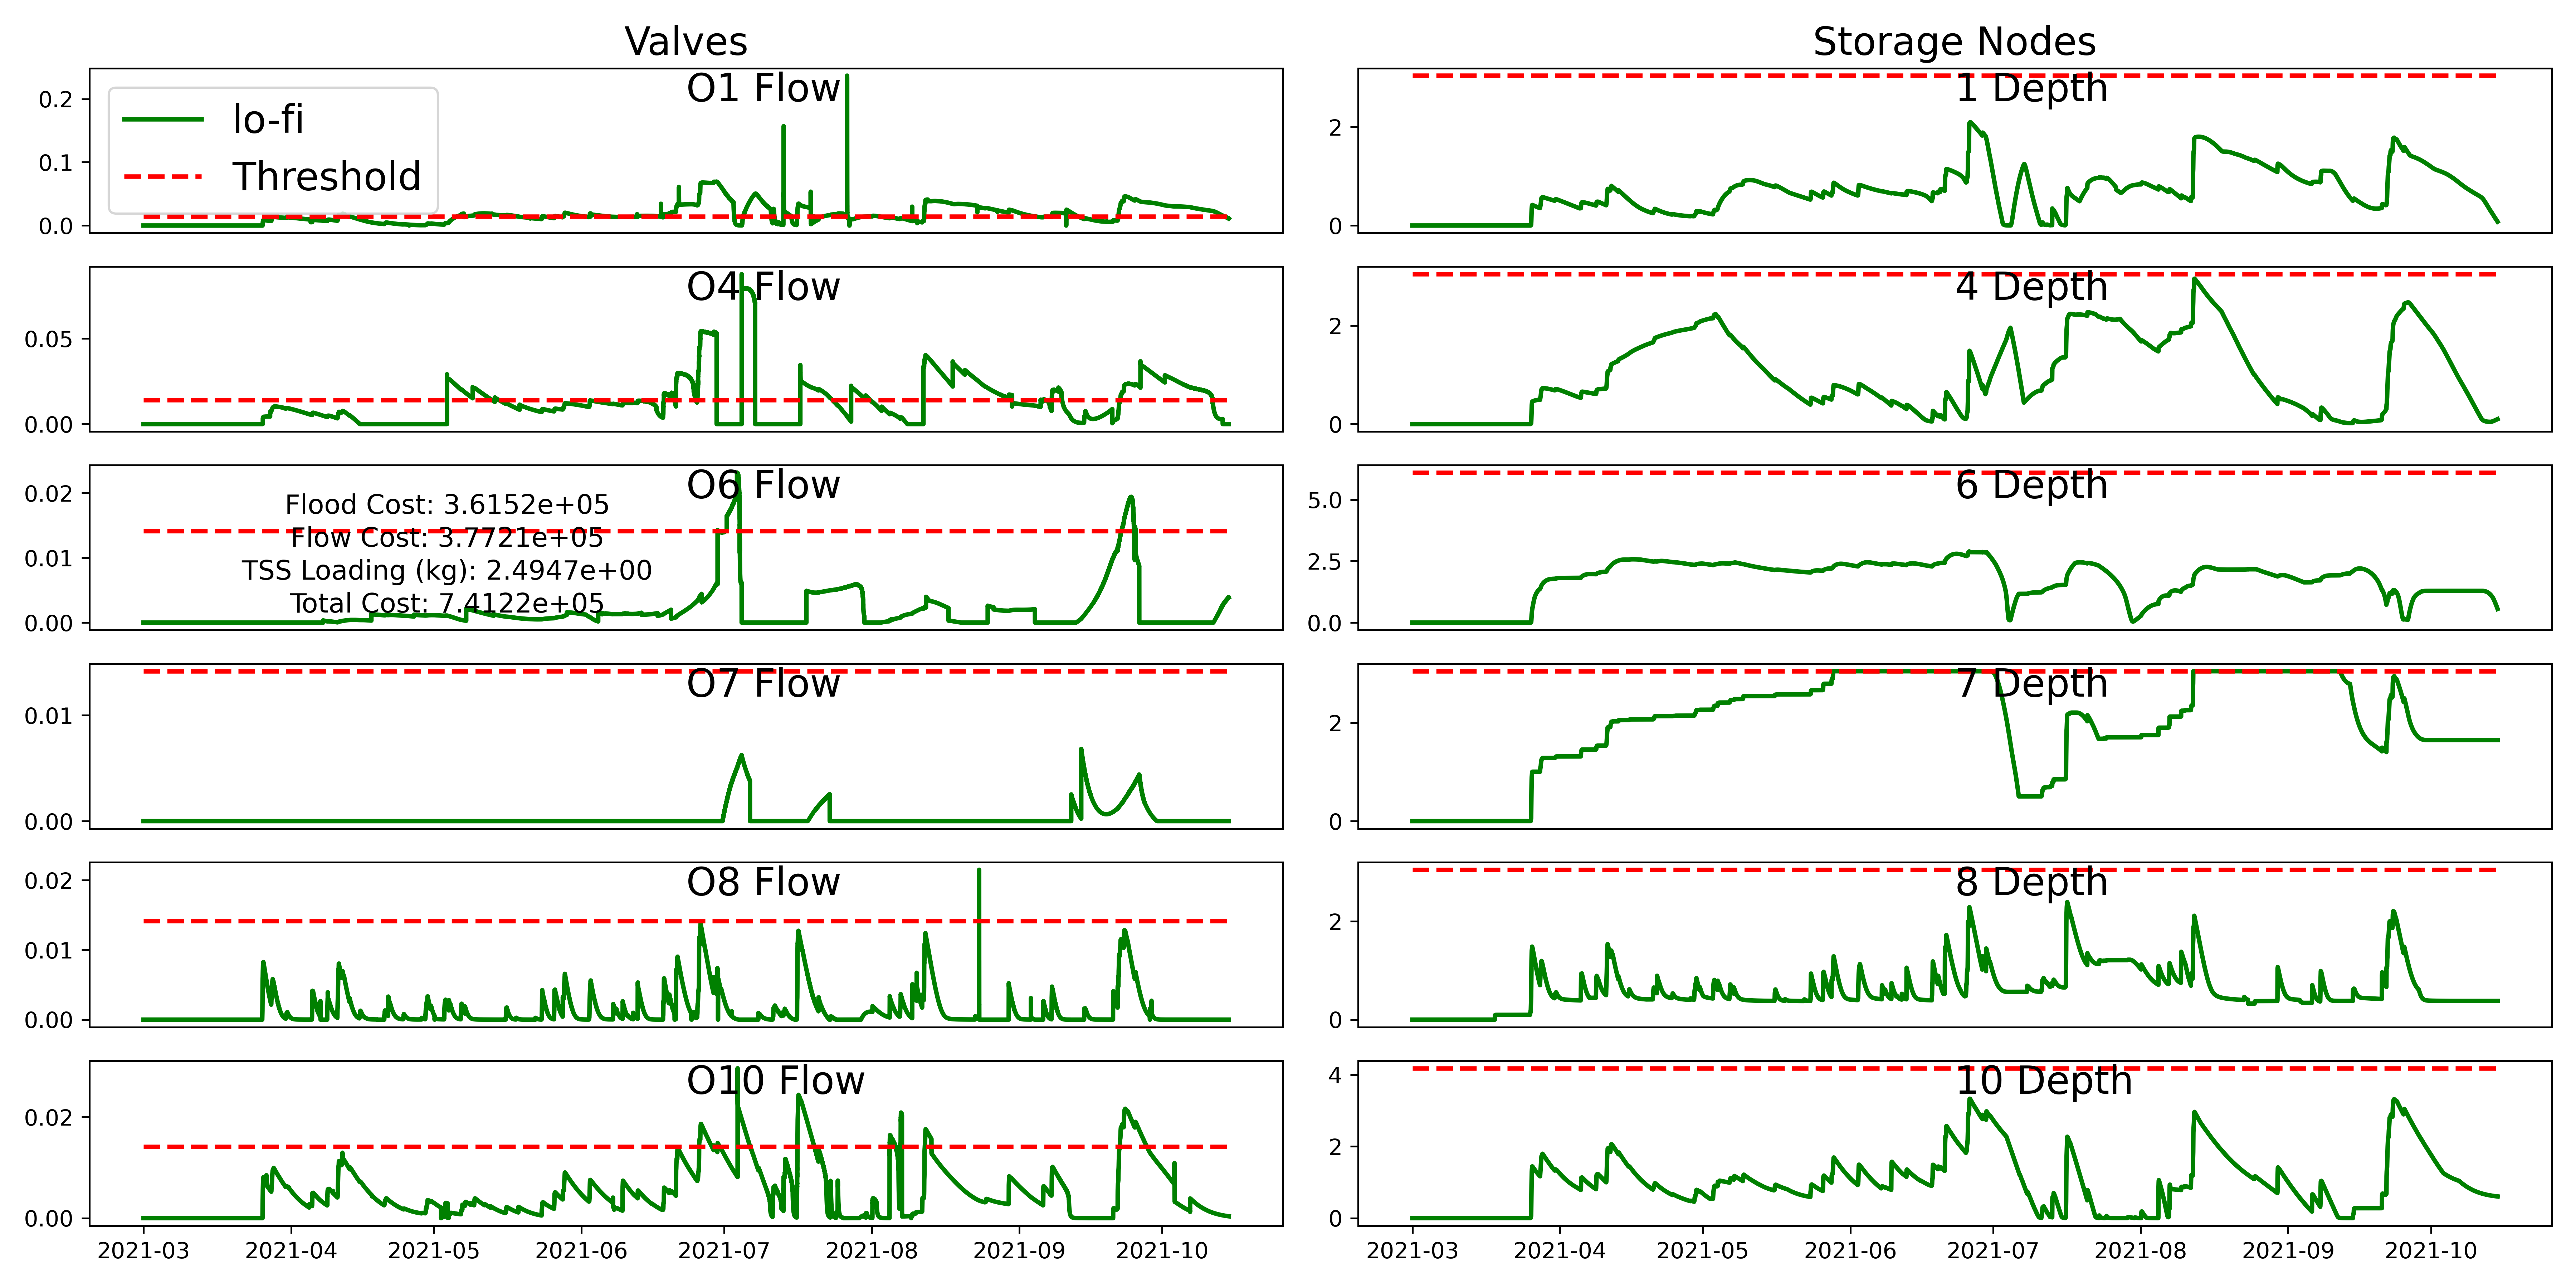 Valves
Storage Nodes
O1 Flow
lo-fi
Threshold
0.2
0.1
0.0
1 Depth
2
0
O4 Flow
0.05
0.00
4 Depth
2
0
O6 Flow
0.02
0.01
0.00
Flood Cost: 3.6152e+05
Flow Cost: 3.7721e+05
TSS Loading (kg): 2.4947e+00
Total Cost: 7.4122e+05
6 Depth
5.0
2.5
0.0
O7 Flow
0.01
0.00
7 Depth
2
0
O8 Flow
0.02
0.01
0.00
8 Depth
2
0
O10 Flow
0.02
0.00
2021-03 2021-04 2021-05 2021-06 2021-07 2021-08 2021-09 2021-10
10 Depth
4
2
0
2021-03 2021-04 2021-05 2021-06 2021-07 2021-08 2021-09 2021-10